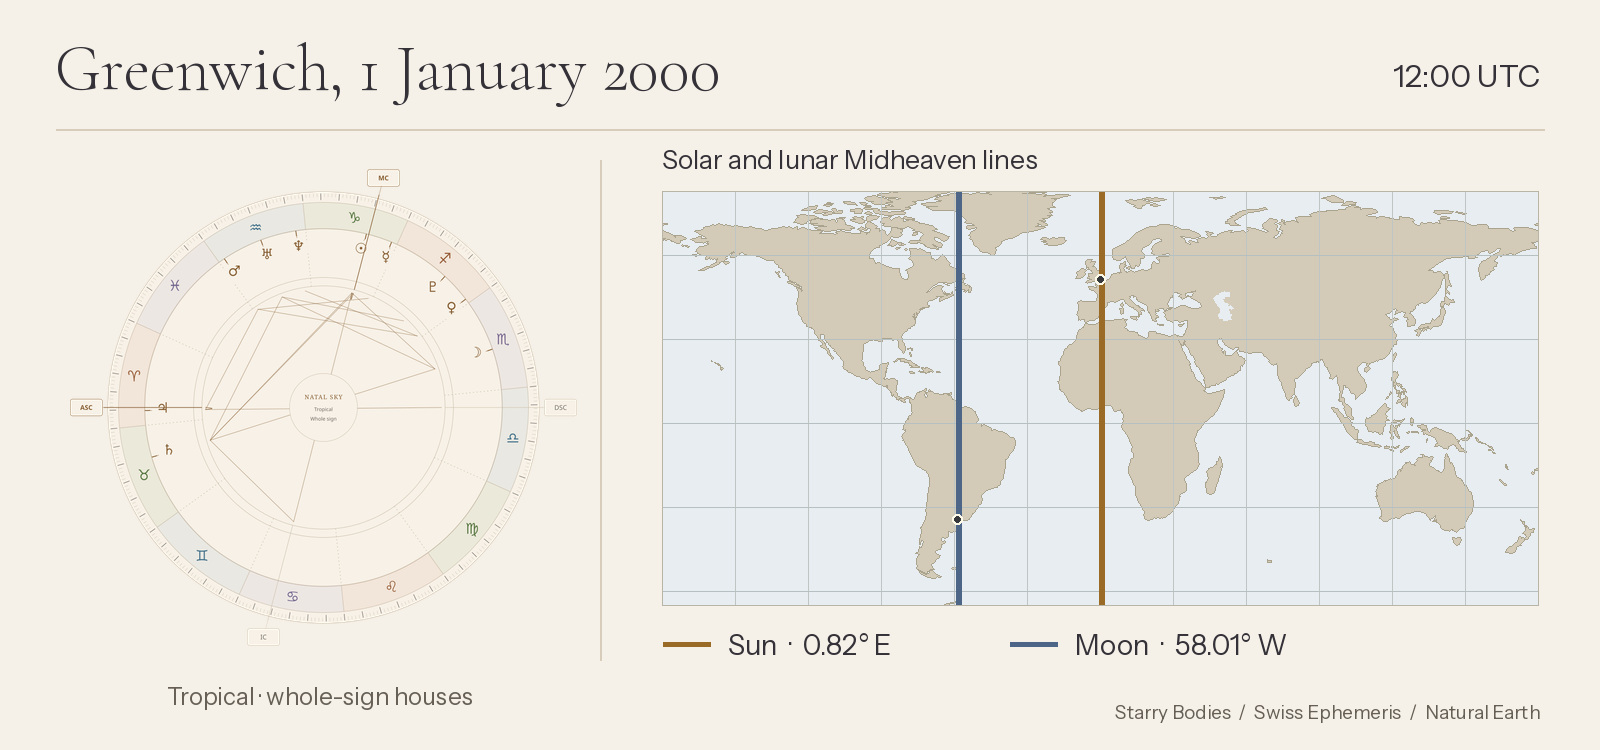 Greenwich, 1 January 2000
12:00 UTC
Solar and lunar Midheaven lines
MC
NATAL SKY
Tropical
Whole sign
ASC
DSC
IC
Sun · 0.82° E
Moon · 58.01° W
Tropical · whole-sign houses
Starry Bodies / Swiss Ephemeris / Natural Earth